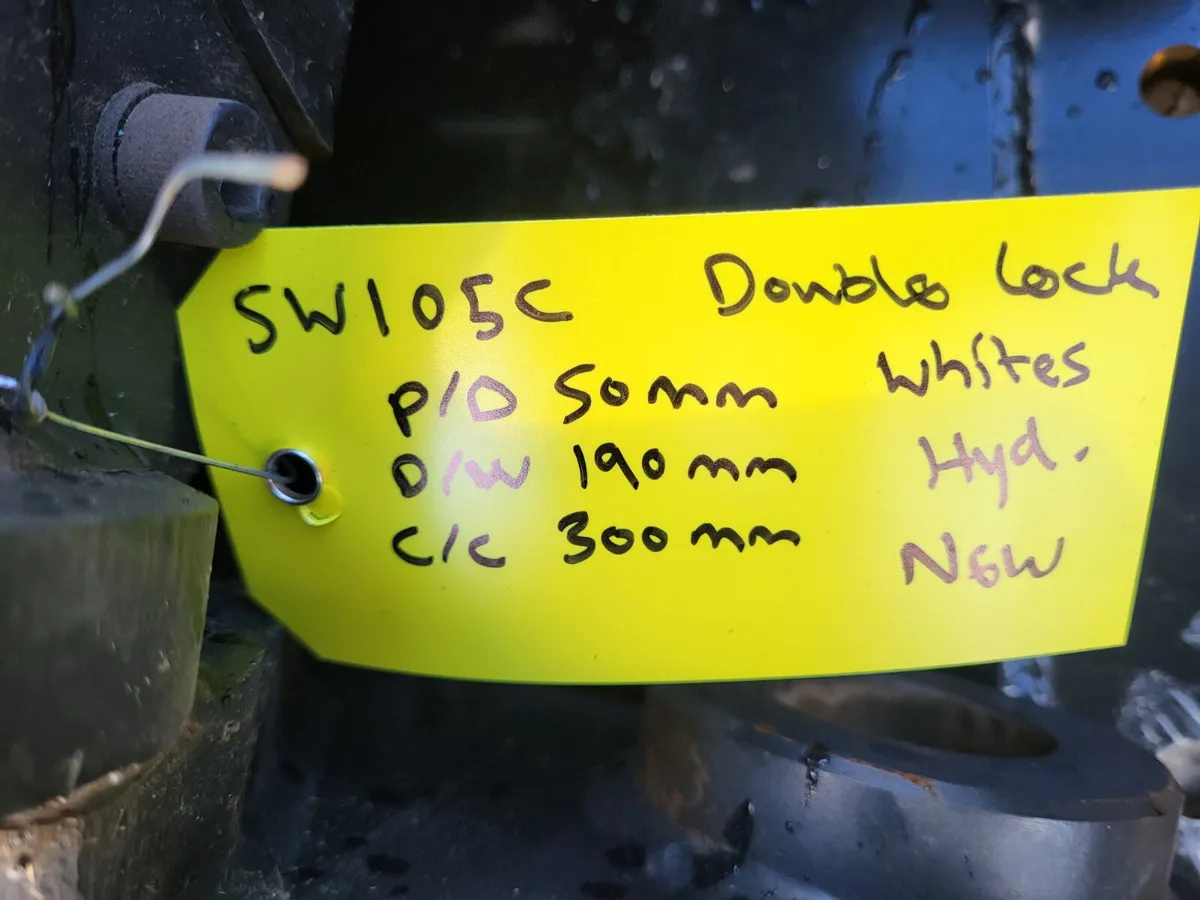 SW105C Double Lock
P/D 50mm Whites
D/W 190mm Hyd.
C/C 300mm New